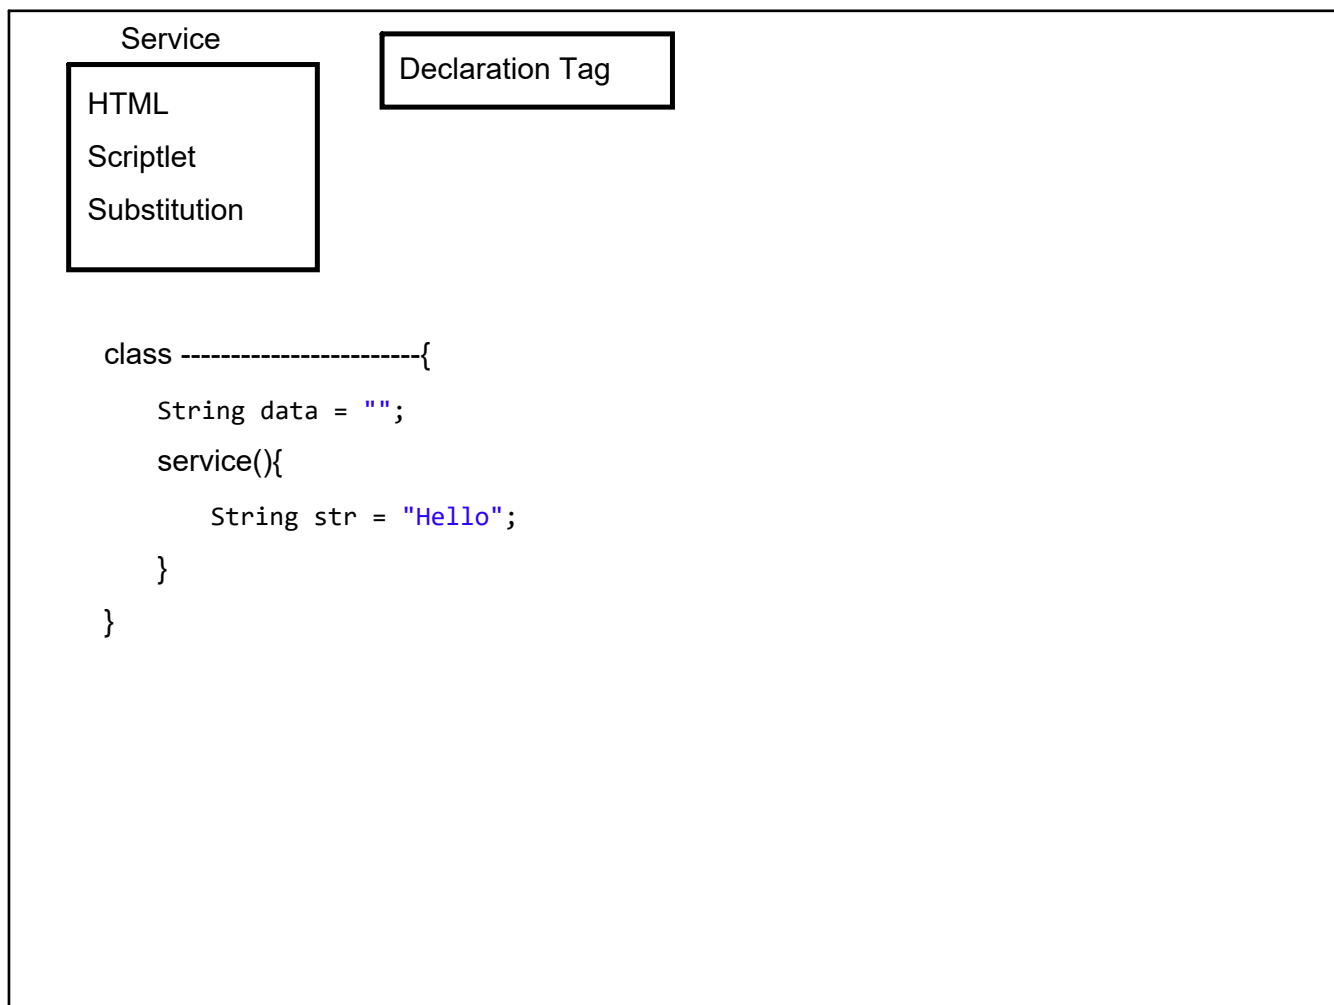 Service
Declaration Tag
HTML
Scriptlet
Substitution
class ------------------------{
String data = "";
service(){
String str = "Hello";
}
}